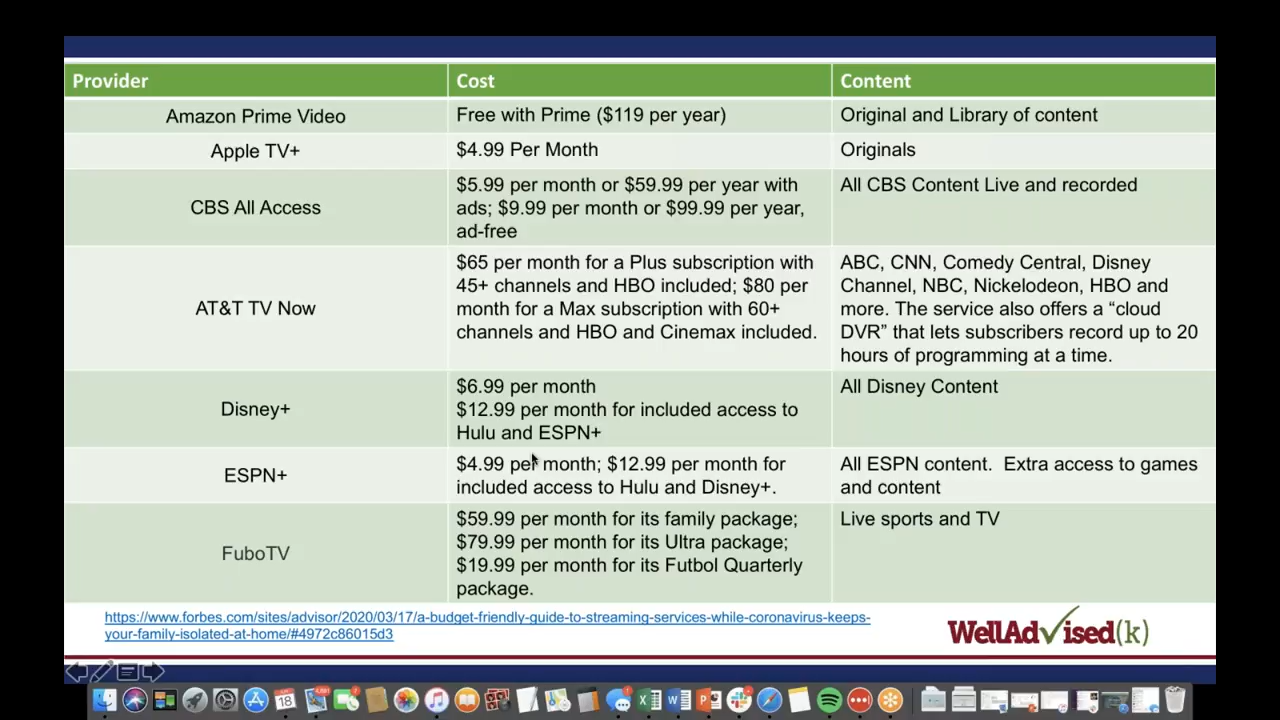 Provider
Cost
Content
Amazon Prime Video
Free with Prime ($119 per year)
Original and Library of content
Apple TV+
$4.99 Per Month
Originals
CBS All Access
$5.99 per month or $59.99 per year with
ads; $9.99 per month or $99.99 per year,
ad-free
All CBS Content Live and recorded
AT&T TV Now
$65 per month for a Plus subscription with
45+ channels and HBO included; $80 per
month for a Max subscription with 60+
channels and HBO and Cinemax included.
ABC, CNN, Comedy Central, Disney
Channel, NBC, Nickelodeon, HBO and
more. The service also offers a “cloud
DVR” that lets subscribers record up to 20
hours of programming at a time.
Disney+
$6.99 per month
$12.99 per month for included access to
Hulu and ESPN+
All Disney Content
ESPN+
$4.99 per month; $12.99 per month for
included access to Hulu and Disney+.
All ESPN content.  Extra access to games
and content
FuboTV
$59.99 per month for its family package;
$79.99 per month for its Ultra package;
$19.99 per month for its Futbol Quarterly
package.
Live sports and TV
https://www.forbes.com/sites/advisor/2020/03/17/a-budget-friendly-guide-to-streaming-services-while-coronavirus-keeps-
your-family-isolated-at-home/#4972c86015d3
WellAdvised(k)
18